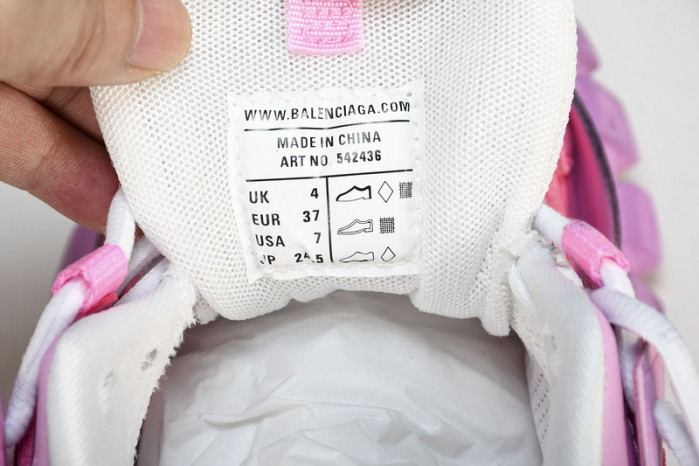 WWW.BALENCIAGA.COM
MADE IN CHINA
ART NO. 542436
UK 4
EUR 37
USA 7
24.5